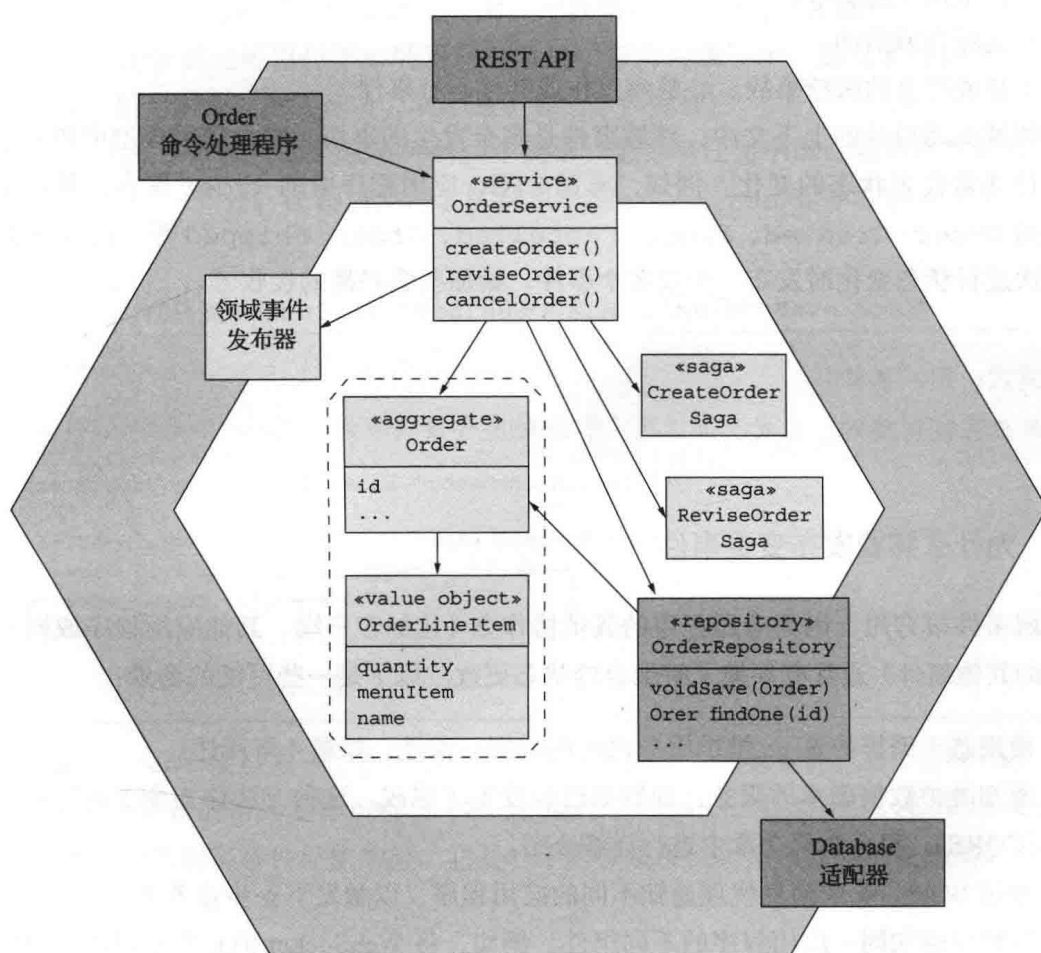 REST API
Order
命令处理程序
«service»
OrderService
createOrder()
reviseOrder()
cancelOrder()
领域事件
发布器
«saga»
CreateOrder
Saga
«aggregate»
Order
id
...
«saga»
ReviseOrder
Saga
«value object»
OrderLineItem
quantity
menuItem
name
«repository»
OrderRepository
voidSave(Order)
Orer findOne(id)
...
Database
适配器